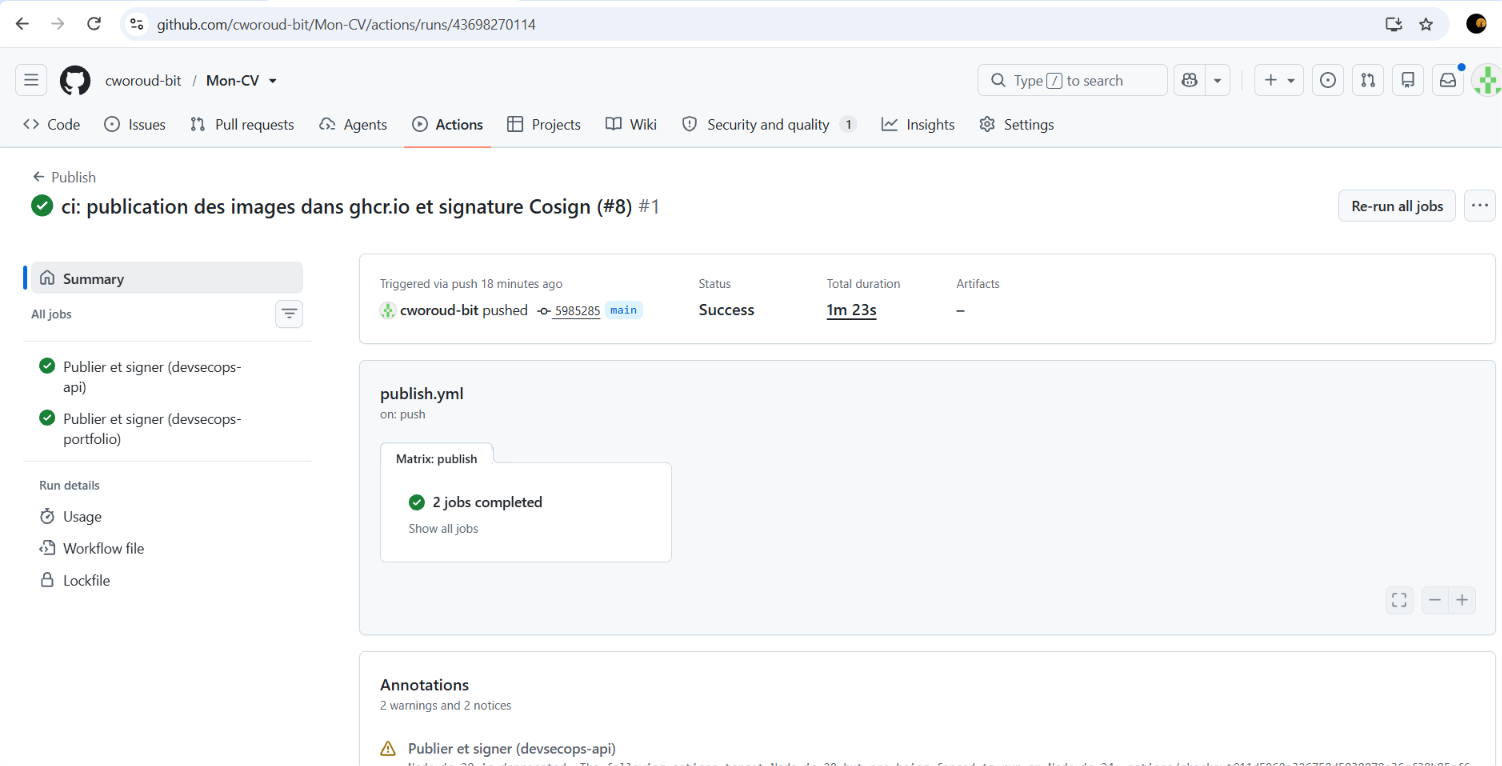 github.com/cworoud-bit/Mon-CV/actions/runs/43698270114
cworoud-bit / Mon-CV
Type / to search
Code Issues Pull requests Agents Actions Projects Wiki Security and quality 1 Insights Settings
Publish
ci: publication des images dans ghcr.io et signature Cosign (#8) #1
Re-run all jobs
Summary
All jobs
Publier et signer (devsecops-
api)
Publier et signer (devsecops-
portfolio)
Run details
Usage
Workflow file
Lockfile
Triggered via push 18 minutes ago
cworoud-bit pushed 5985285 main
Status
Success
Total duration
1m 23s
Artifacts
–
publish.yml
on: push
Matrix: publish
2 jobs completed
Show all jobs
Annotations
2 warnings and 2 notices
Publier et signer (devsecops-api)